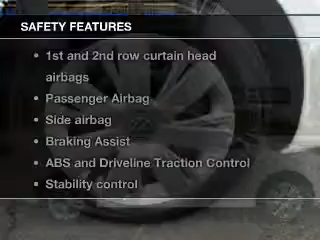 SAFETY FEATURES
• 1st and 2nd row curtain head
airbags
• Passenger Airbag
• Side airbag
• Braking Assist
• ABS and Driveline Traction Control
• Stability control